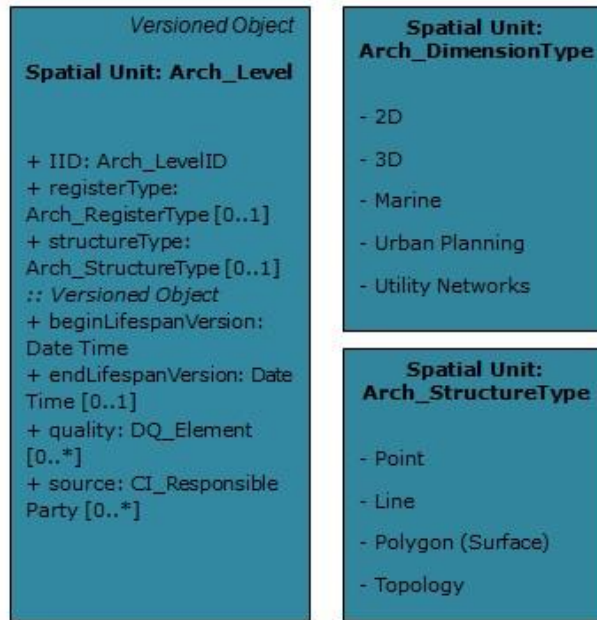 Versioned Object
Spatial Unit: Arch_Level
+ IID: Arch_LevelID
+ registerType:
Arch_RegisterType [0..1]
+ structureType:
Arch_StructureType [0..1]
:: Versioned Object
+ beginLifespanVersion:
Date Time
+ endLifespanVersion: Date
Time [0..1]
+ quality: DQ_Element
[0..*]
+ source: CI_Responsible
Party [0..*]
Spatial Unit:
Arch_DimensionType
- 2D
- 3D
- Marine
- Urban Planning
- Utility Networks
Spatial Unit:
Arch_StructureType
- Point
- Line
- Polygon (Surface)
- Topology